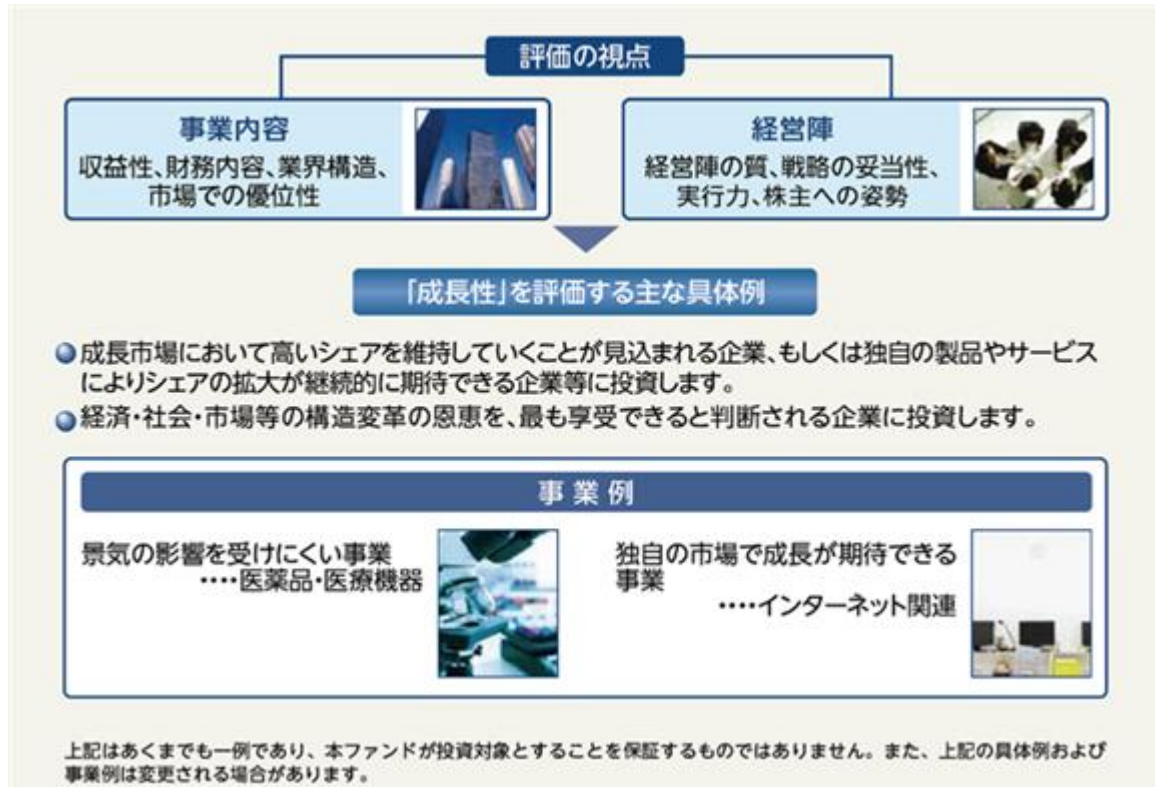 評価の視点
事業内容
収益性、財務内容、業界構造、
市場での優位性
経営陣
経営陣の質、戦略の妥当性、
実行力、株主への姿勢
「成長性」を評価する主な具体例
成長市場において高いシェアを維持していくことが見込まれる企業、もしくは独自の製品やサービス
によりシェアの拡大が継続的に期待できる企業等に投資します。
経済・社会・市場等の構造変革の恩恵を、最も享受できると判断される企業に投資します。
事業例
景気の影響を受けにくい事業
····医薬品・医療機器
独自の市場で成長が期待できる
事業
····インターネット関連
上記はあくまでも一例であり、本ファンドが投資対象とすることを保証するものではありません。また、上記の具体例および
事業例は変更される場合があります。